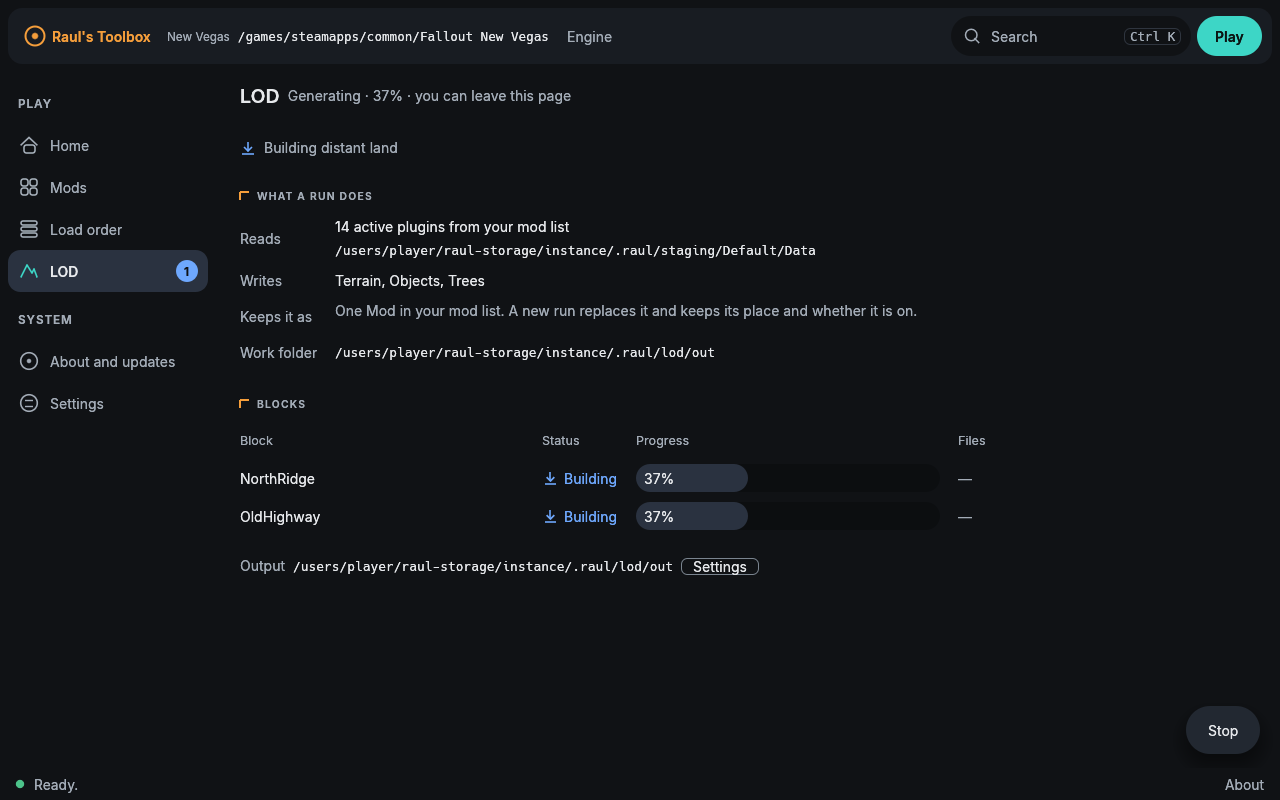 Raul's Toolbox New Vegas /games/steamapps/common/Fallout New Vegas Engine Search Ctrl K Play
PLAY
Home
Mods
Load order
LOD 1
SYSTEM
About and updates
Settings
LOD Generating · 37% · you can leave this page
Building distant land
WHAT A RUN DOES
Reads 14 active plugins from your mod list
/users/player/raul-storage/instance/.raul/staging/Default/Data
Writes Terrain, Objects, Trees
Keeps it as One Mod in your mod list. A new run replaces it and keeps its place and whether it is on.
Work folder /users/player/raul-storage/instance/.raul/lod/out
BLOCKS
Block Status Progress Files
NorthRidge Building 37% —
OldHighway Building 37% —
Output /users/player/raul-storage/instance/.raul/lod/out Settings
Stop
Ready. About